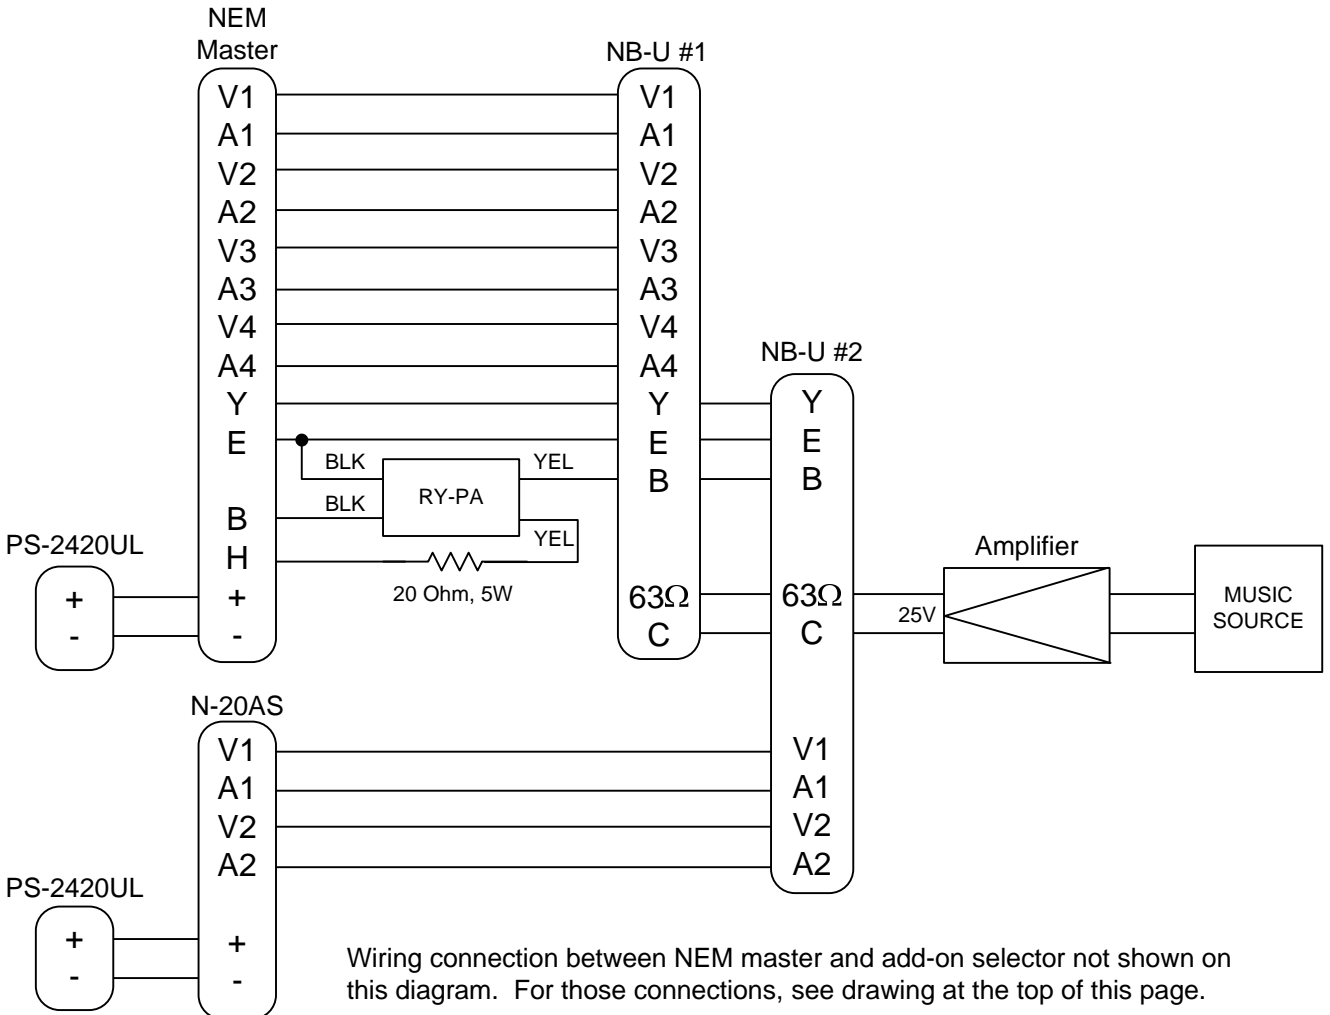 NEM
Master
V1
A1
V2
A2
V3
A3
V4
A4
Y
E
B
H
+
-
NB-U #1
V1
A1
V2
A2
V3
A3
V4
A4
Y
E
B
63Ω
C
NB-U #2
Y
E
B
63Ω
C
V1
A1
V2
A2
BLK
BLK
RY-PA
YEL
YEL
20 Ohm, 5W
PS-2420UL
+
-
25V
Amplifier
MUSIC
SOURCE
N-20AS
V1
A1
V2
A2
+
-
PS-2420UL
+
-
Wiring connection between NEM master and add-on selector not shown on
this diagram.  For those connections, see drawing at the top of this page.